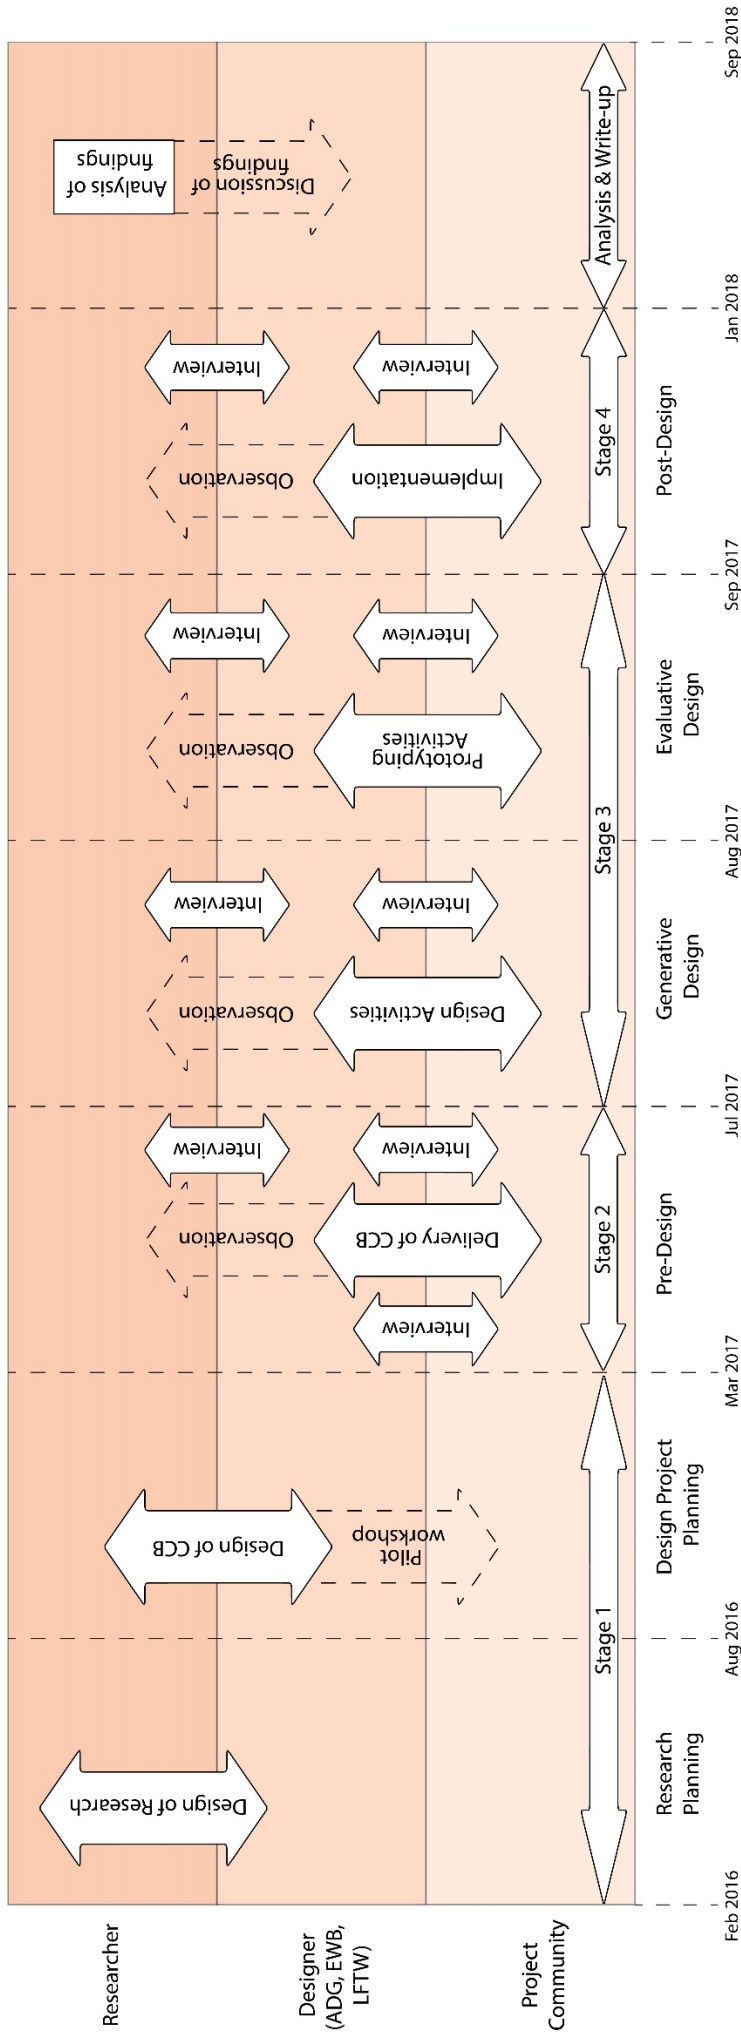 Researcher
Designer
(ADG, EWB,
LFTW)
Project
Community
Design of Research
Design of CCB
Pilot
workshop
Interview
Delivery of CCB
Observation
Interview
Interview
Design Activities
Observation
Interview
Interview
Prototyping
Activities
Observation
Interview
Interview
Implementation
Observation
Interview
Interview
Analysis of
findings
Discussion of
findings
Stage 1
Stage 2
Stage 3
Stage 4
Analysis & Write-up
Research
Planning
Design Project
Planning
Pre-Design
Generative
Design
Evaluative
Design
Post-Design
Feb 2016
Aug 2016
Mar 2017
Jul 2017
Aug 2017
Sep 2017
Jan 2018
Sep 2018